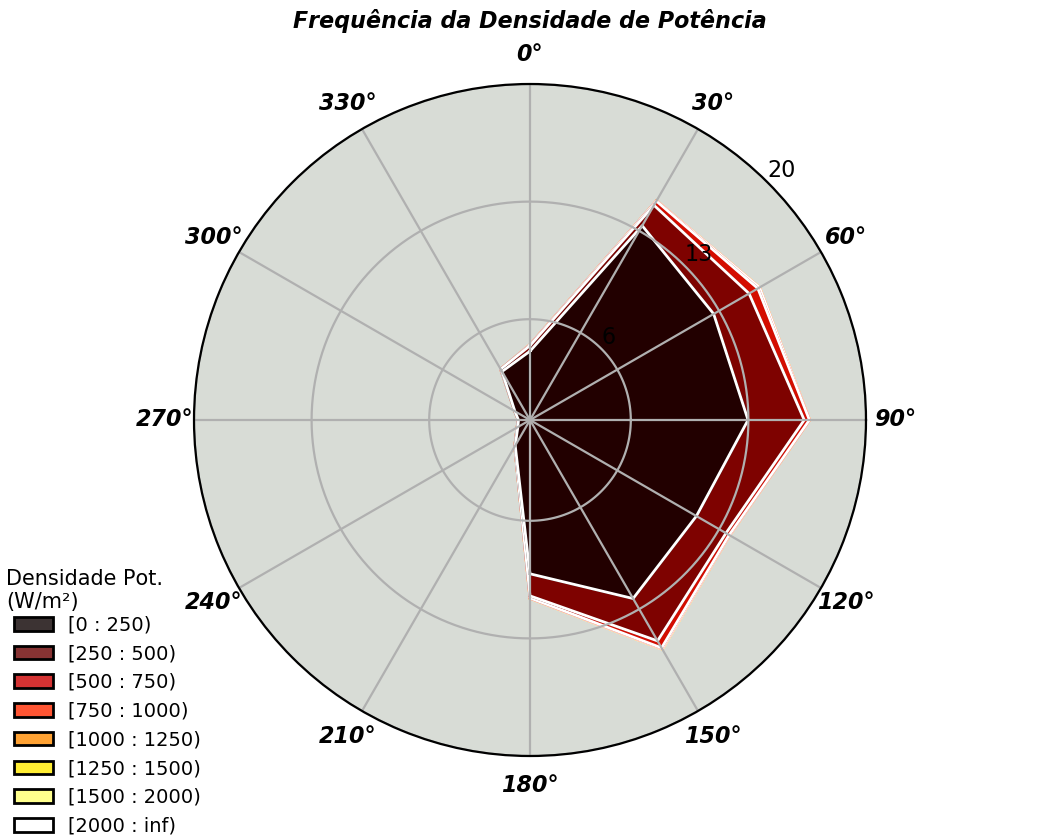 Frequência da Densidade de Potência
0°
330°
30°
20
300°
60°
13
6
270°
90°
240°
120°
210°
150°
180°
Densidade Pot.
(W/m²)
[0 : 250)
[250 : 500)
[500 : 750)
[750 : 1000)
[1000 : 1250)
[1250 : 1500)
[1500 : 2000)
[2000 : inf)